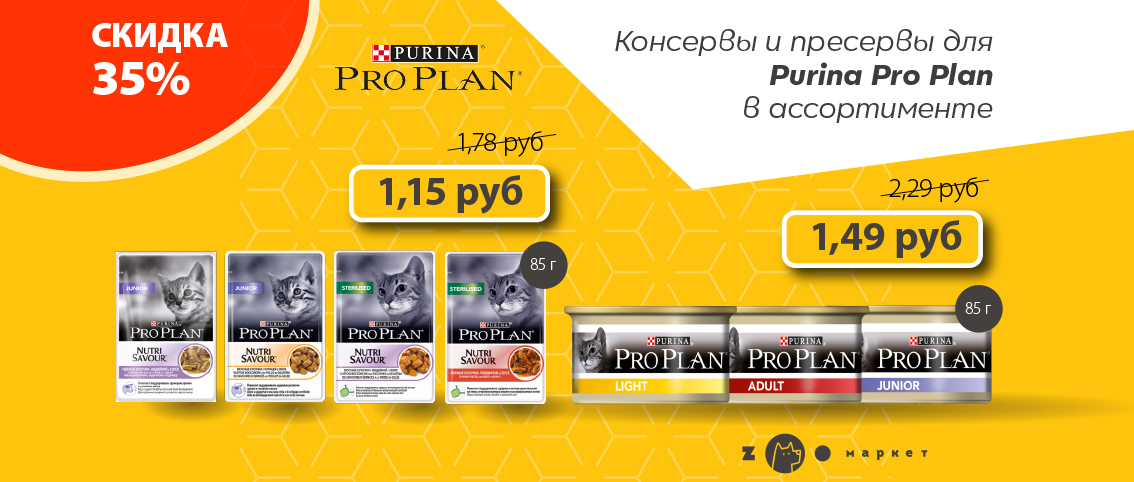 СКИДКА
35%
PURINA
PRO PLAN
Консервы и пресервы для
Purina Pro Plan
в ассортименте
1,78 руб
1,15 руб
2,29 руб
1,49 руб
85 г
JUNIOR
PURINA
PRO PLAN
NUTRI
SAVOUR
JUNIOR
PURINA
PRO PLAN
NUTRI
SAVOUR
STERILISED
PURINA
PRO PLAN
NUTRI
SAVOUR
STERILISED
PURINA
PRO PLAN
NUTRI
SAVOUR
85 г
PURINA
PRO PLAN
LIGHT
PURINA
PRO PLAN
ADULT
PURINA
PRO PLAN
JUNIOR
z маркет